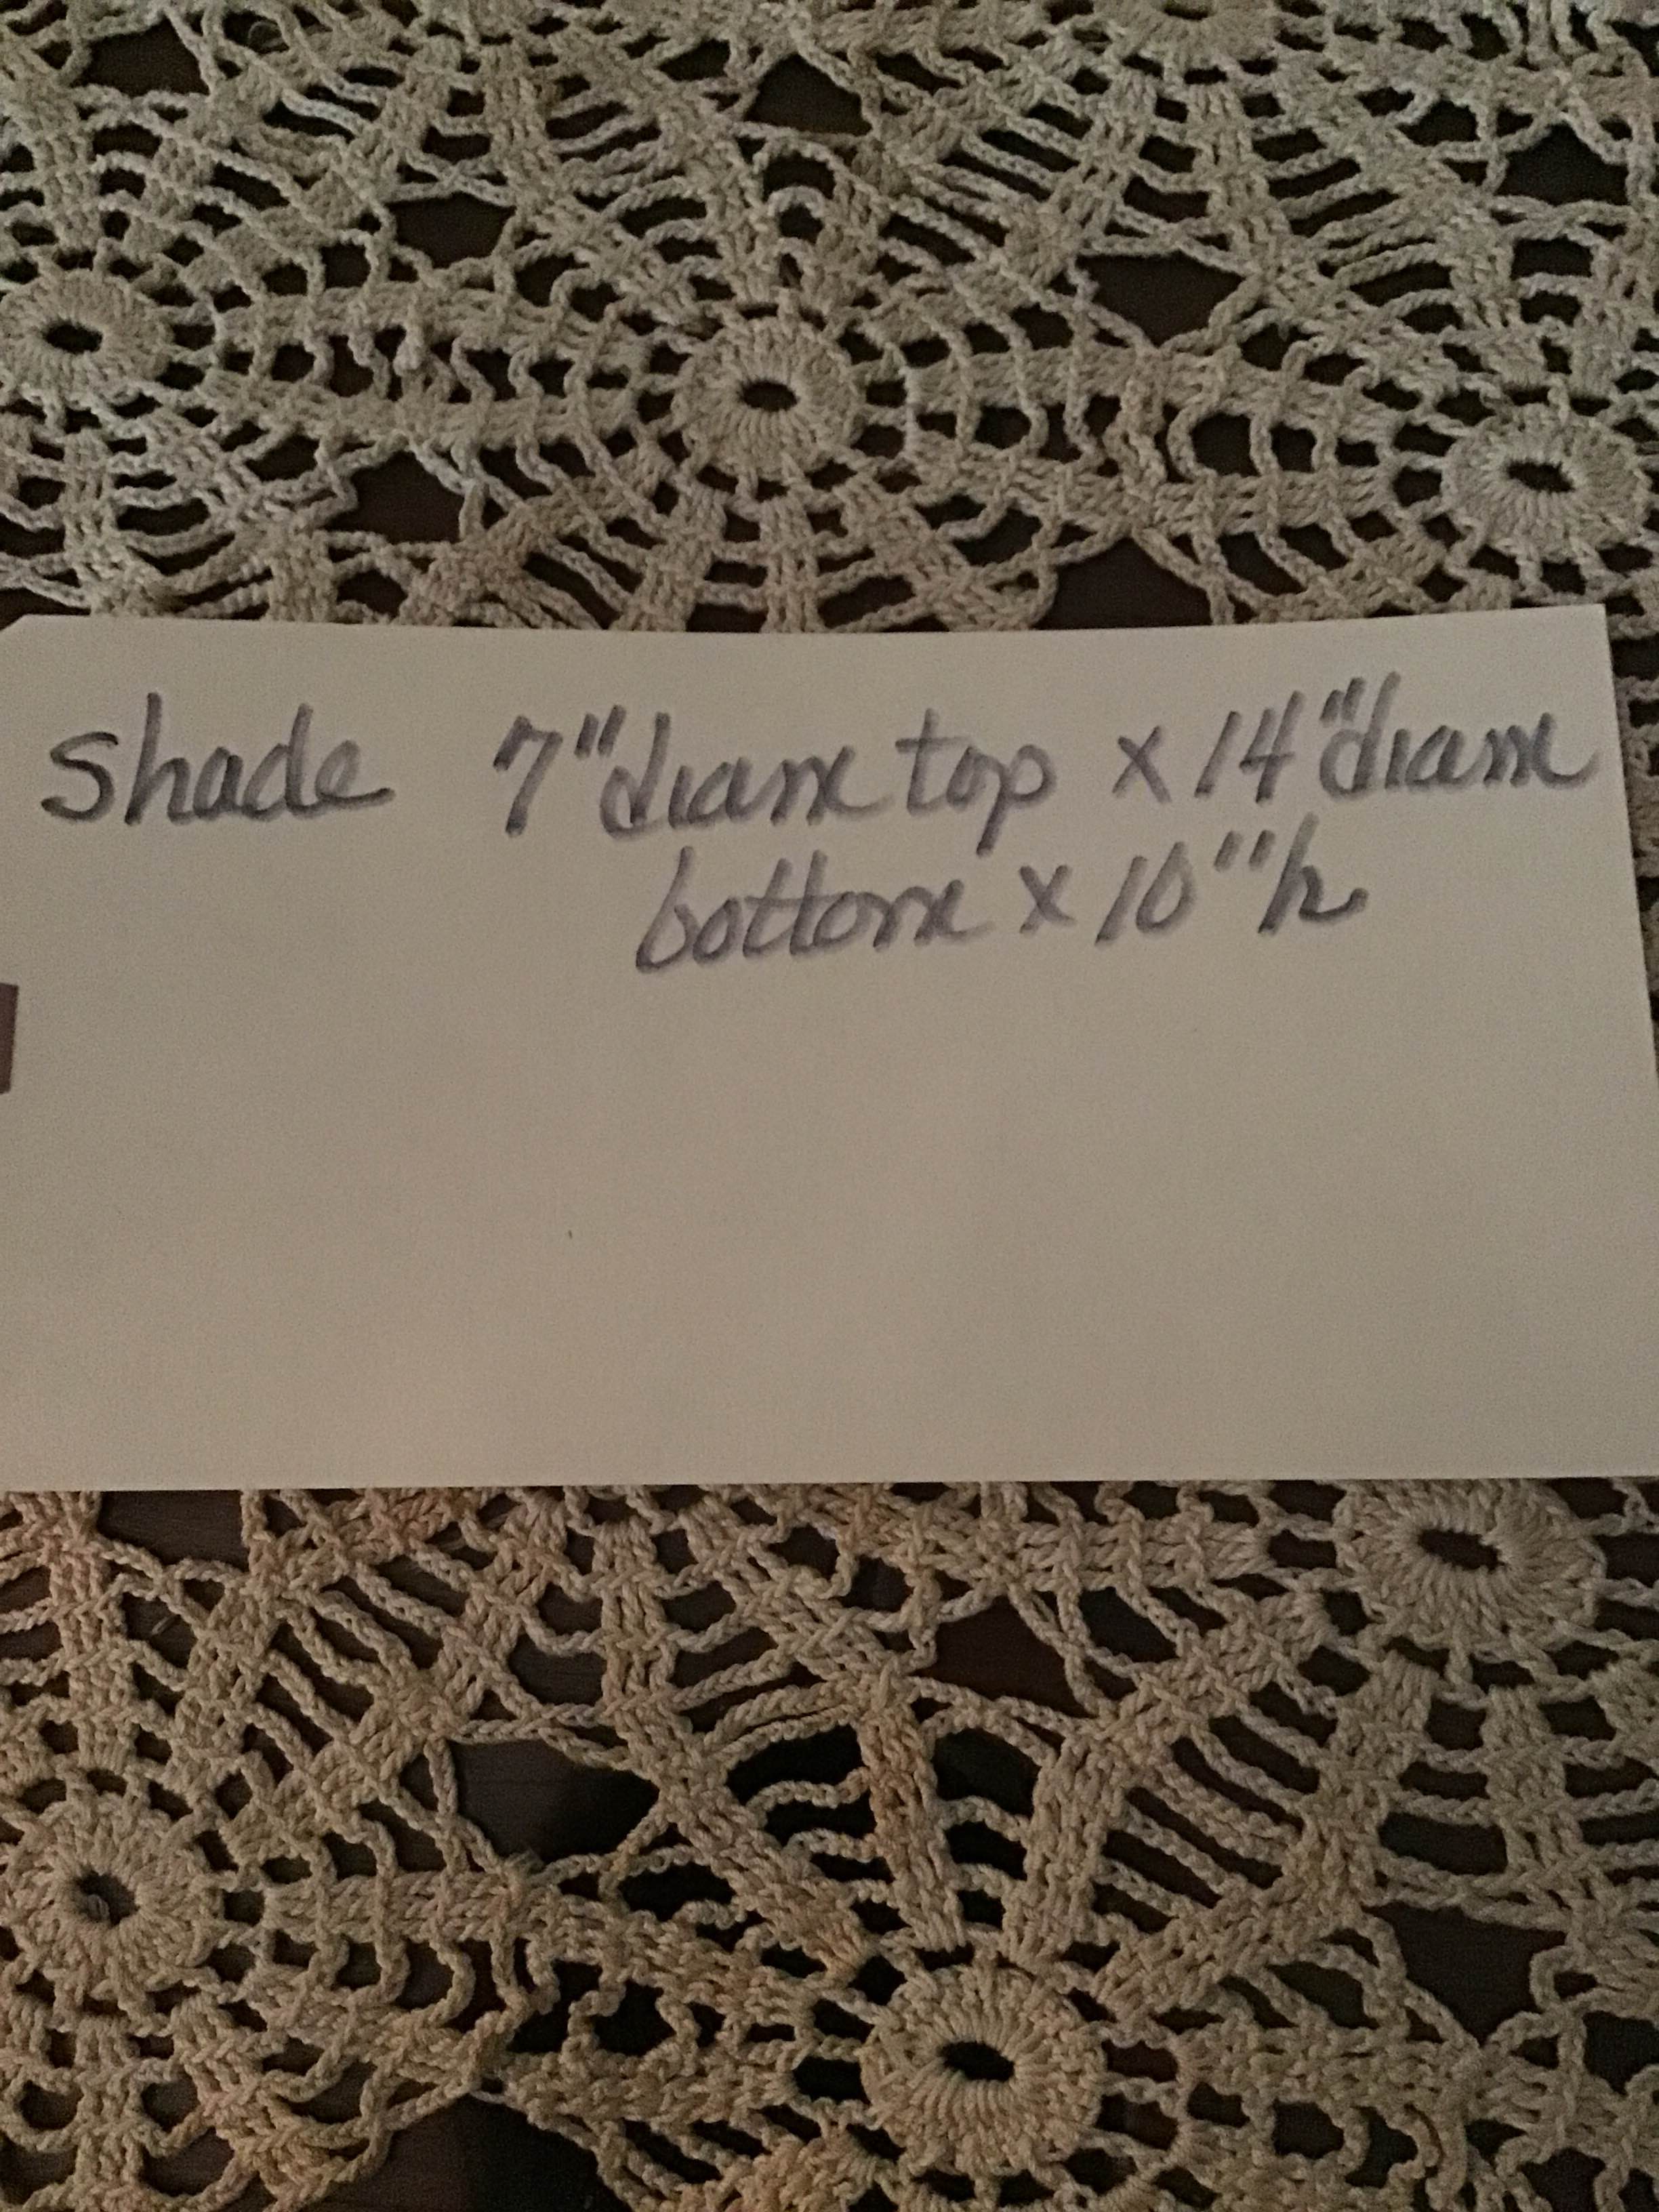 Shade 7" diam top x 14" diam
bottom x 10" h